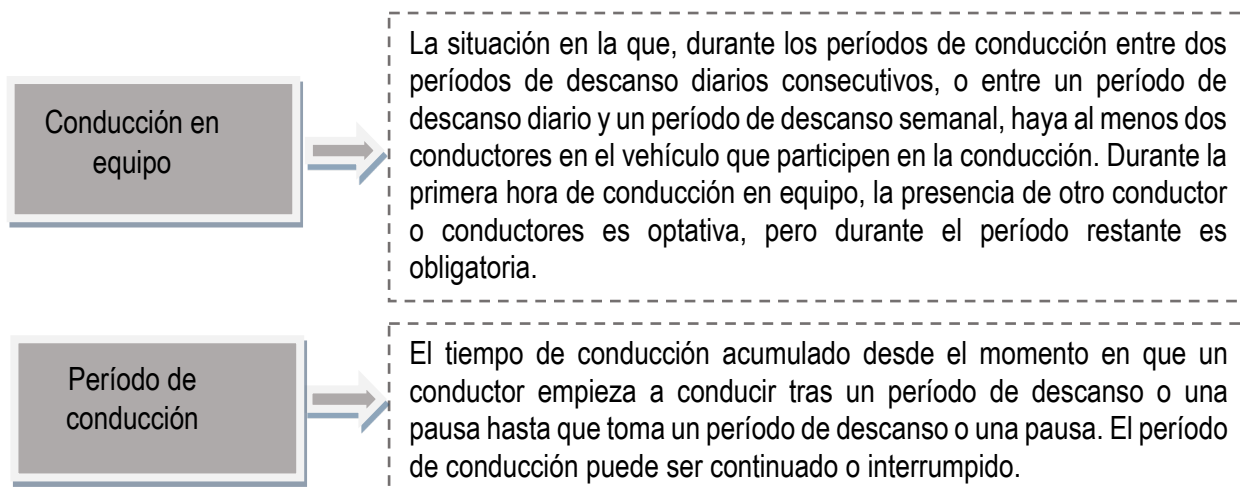 Conducción en
equipo
La situación en la que, durante los períodos de conducción entre dos
períodos de descanso diarios consecutivos, o entre un período de
descanso diario y un período de descanso semanal, haya al menos dos
conductores en el vehículo que participen en la conducción. Durante la
primera hora de conducción en equipo, la presencia de otro conductor
o conductores es optativa, pero durante el período restante es
obligatoria.
Período de
conducción
El tiempo de conducción acumulado desde el momento en que un
conductor empieza a conducir tras un período de descanso o una
pausa hasta que toma un período de descanso o una pausa. El período
de conducción puede ser continuado o interrumpido.